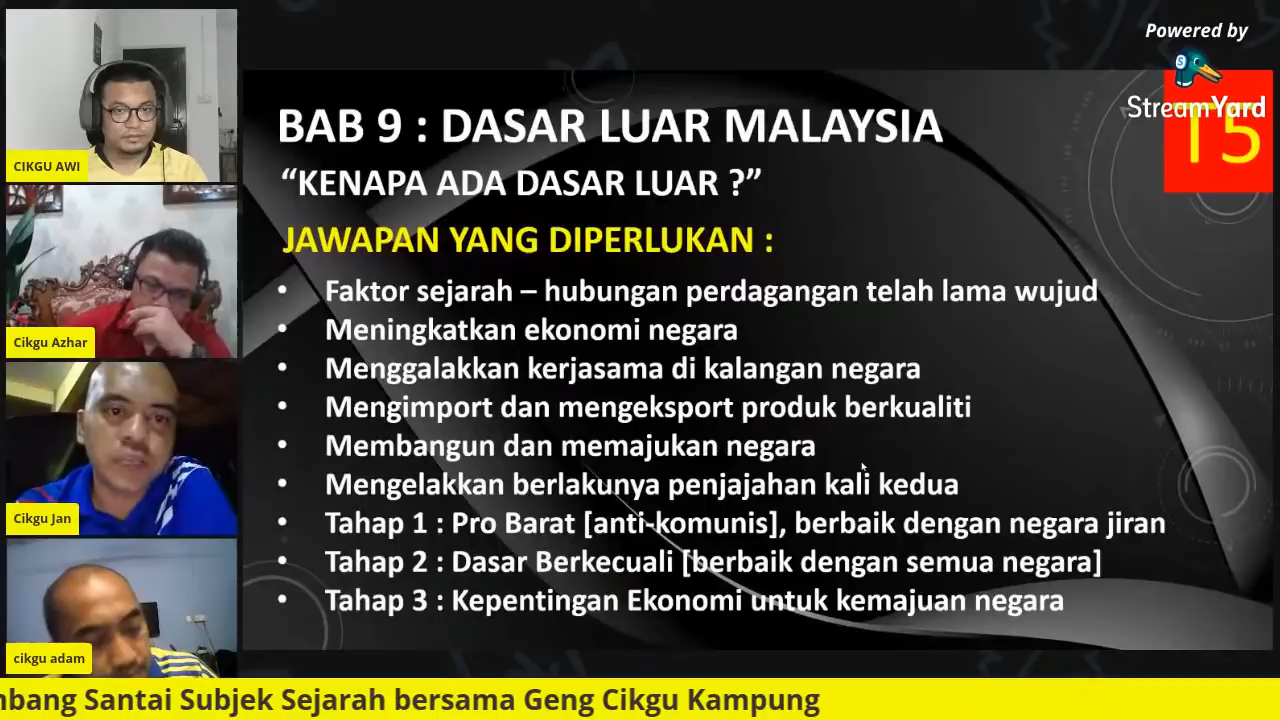 Powered by
StreamYard
T5
BAB 9 : DASAR LUAR MALAYSIA
“KENAPA ADA DASAR LUAR ?”
JAWAPAN YANG DIPERLUKAN :
• Faktor sejarah – hubungan perdagangan telah lama wujud
• Meningkatkan ekonomi negara
• Menggalakkan kerjasama di kalangan negara
• Mengimport dan mengeksport produk berkualiti
• Membangun dan memajukan negara
• Mengelakkan berlakunya penjajahan kali kedua
• Tahap 1 : Pro Barat [anti-komunis], berbaik dengan negara jiran
• Tahap 2 : Dasar Berkecuali [berbaik dengan semua negara]
• Tahap 3 : Kepentingan Ekonomi untuk kemajuan negara
CIKGU AWI
Cikgu Azhar
Cikgu Jan
cikgu adam
mbang Santai Subjek Sejarah bersama Geng Cikgu Kampung